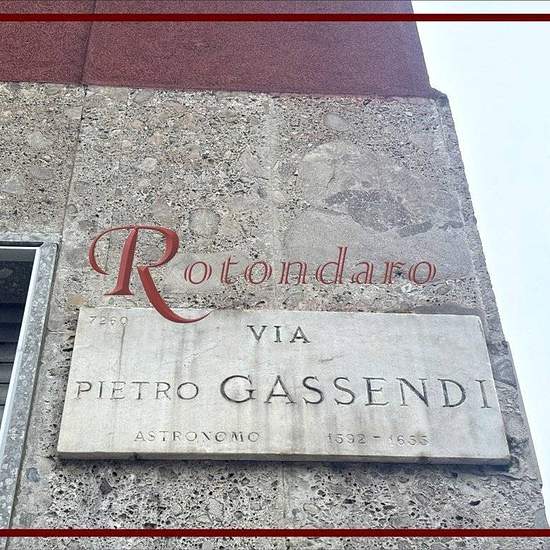 Rotondaro
7260
VIA
PIETRO GASSENDI
ASTRONOMO 1592-1655